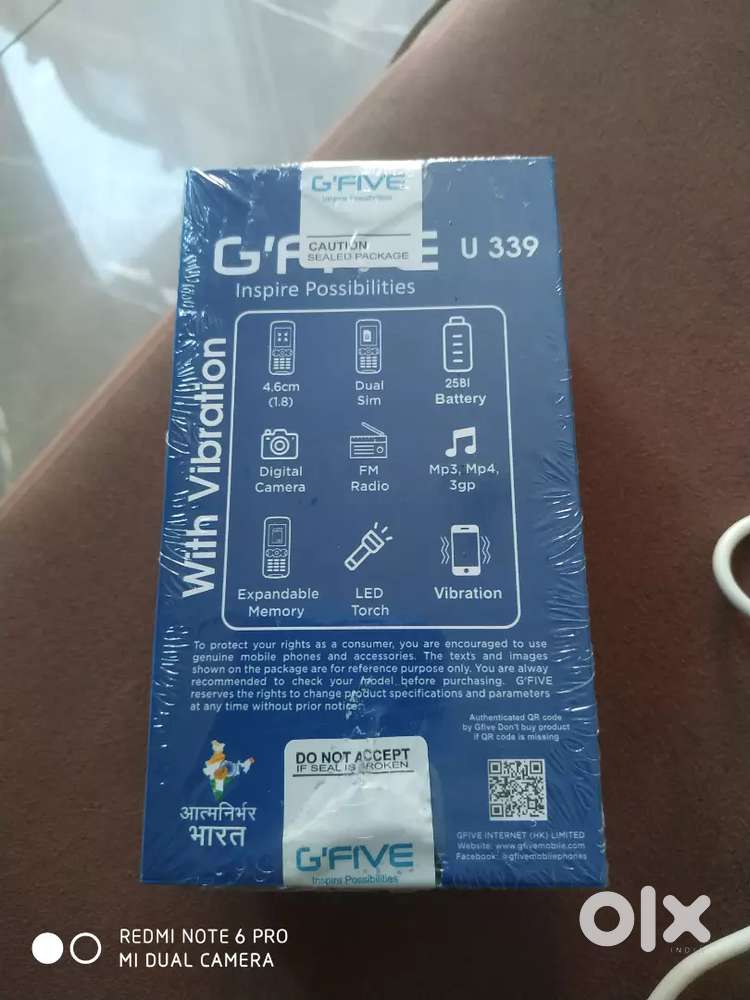 G'FIVE
Inspire Possibilities
CAUTION
SEALED PACKAGE
G'FIVE U 339
Inspire Possibilities
With Vibration
4.6cm
(1.8)
Dual
Sim
25BI
Battery
Digital
Camera
FM
Radio
Mp3, Mp4,
3gp
Expandable
Memory
LED
Torch
Vibration
To protect your rights as a consumer, you are encouraged to use
genuine mobile phones and accessories. The texts and images
shown on the package are for reference purpose only. You are alway
recommended to check your model before purchasing. G'FIVE
reserves the rights to change product specifications and parameters
at any time without prior notice.
Authenticated QR code
by Gfive Don't buy product
if QR code is missing
DO NOT ACCEPT
IF SEAL IS BROKEN
G'FIVE
Inspire Possibilities
आत्मनिर्भर
भारत
GFIVE INTERNET (HK) LIMITED
Website: www.gfivemobile.com
Facebook: @gfivemobilephones
olx
INDIA
REDMI NOTE 6 PRO
MI DUAL CAMERA